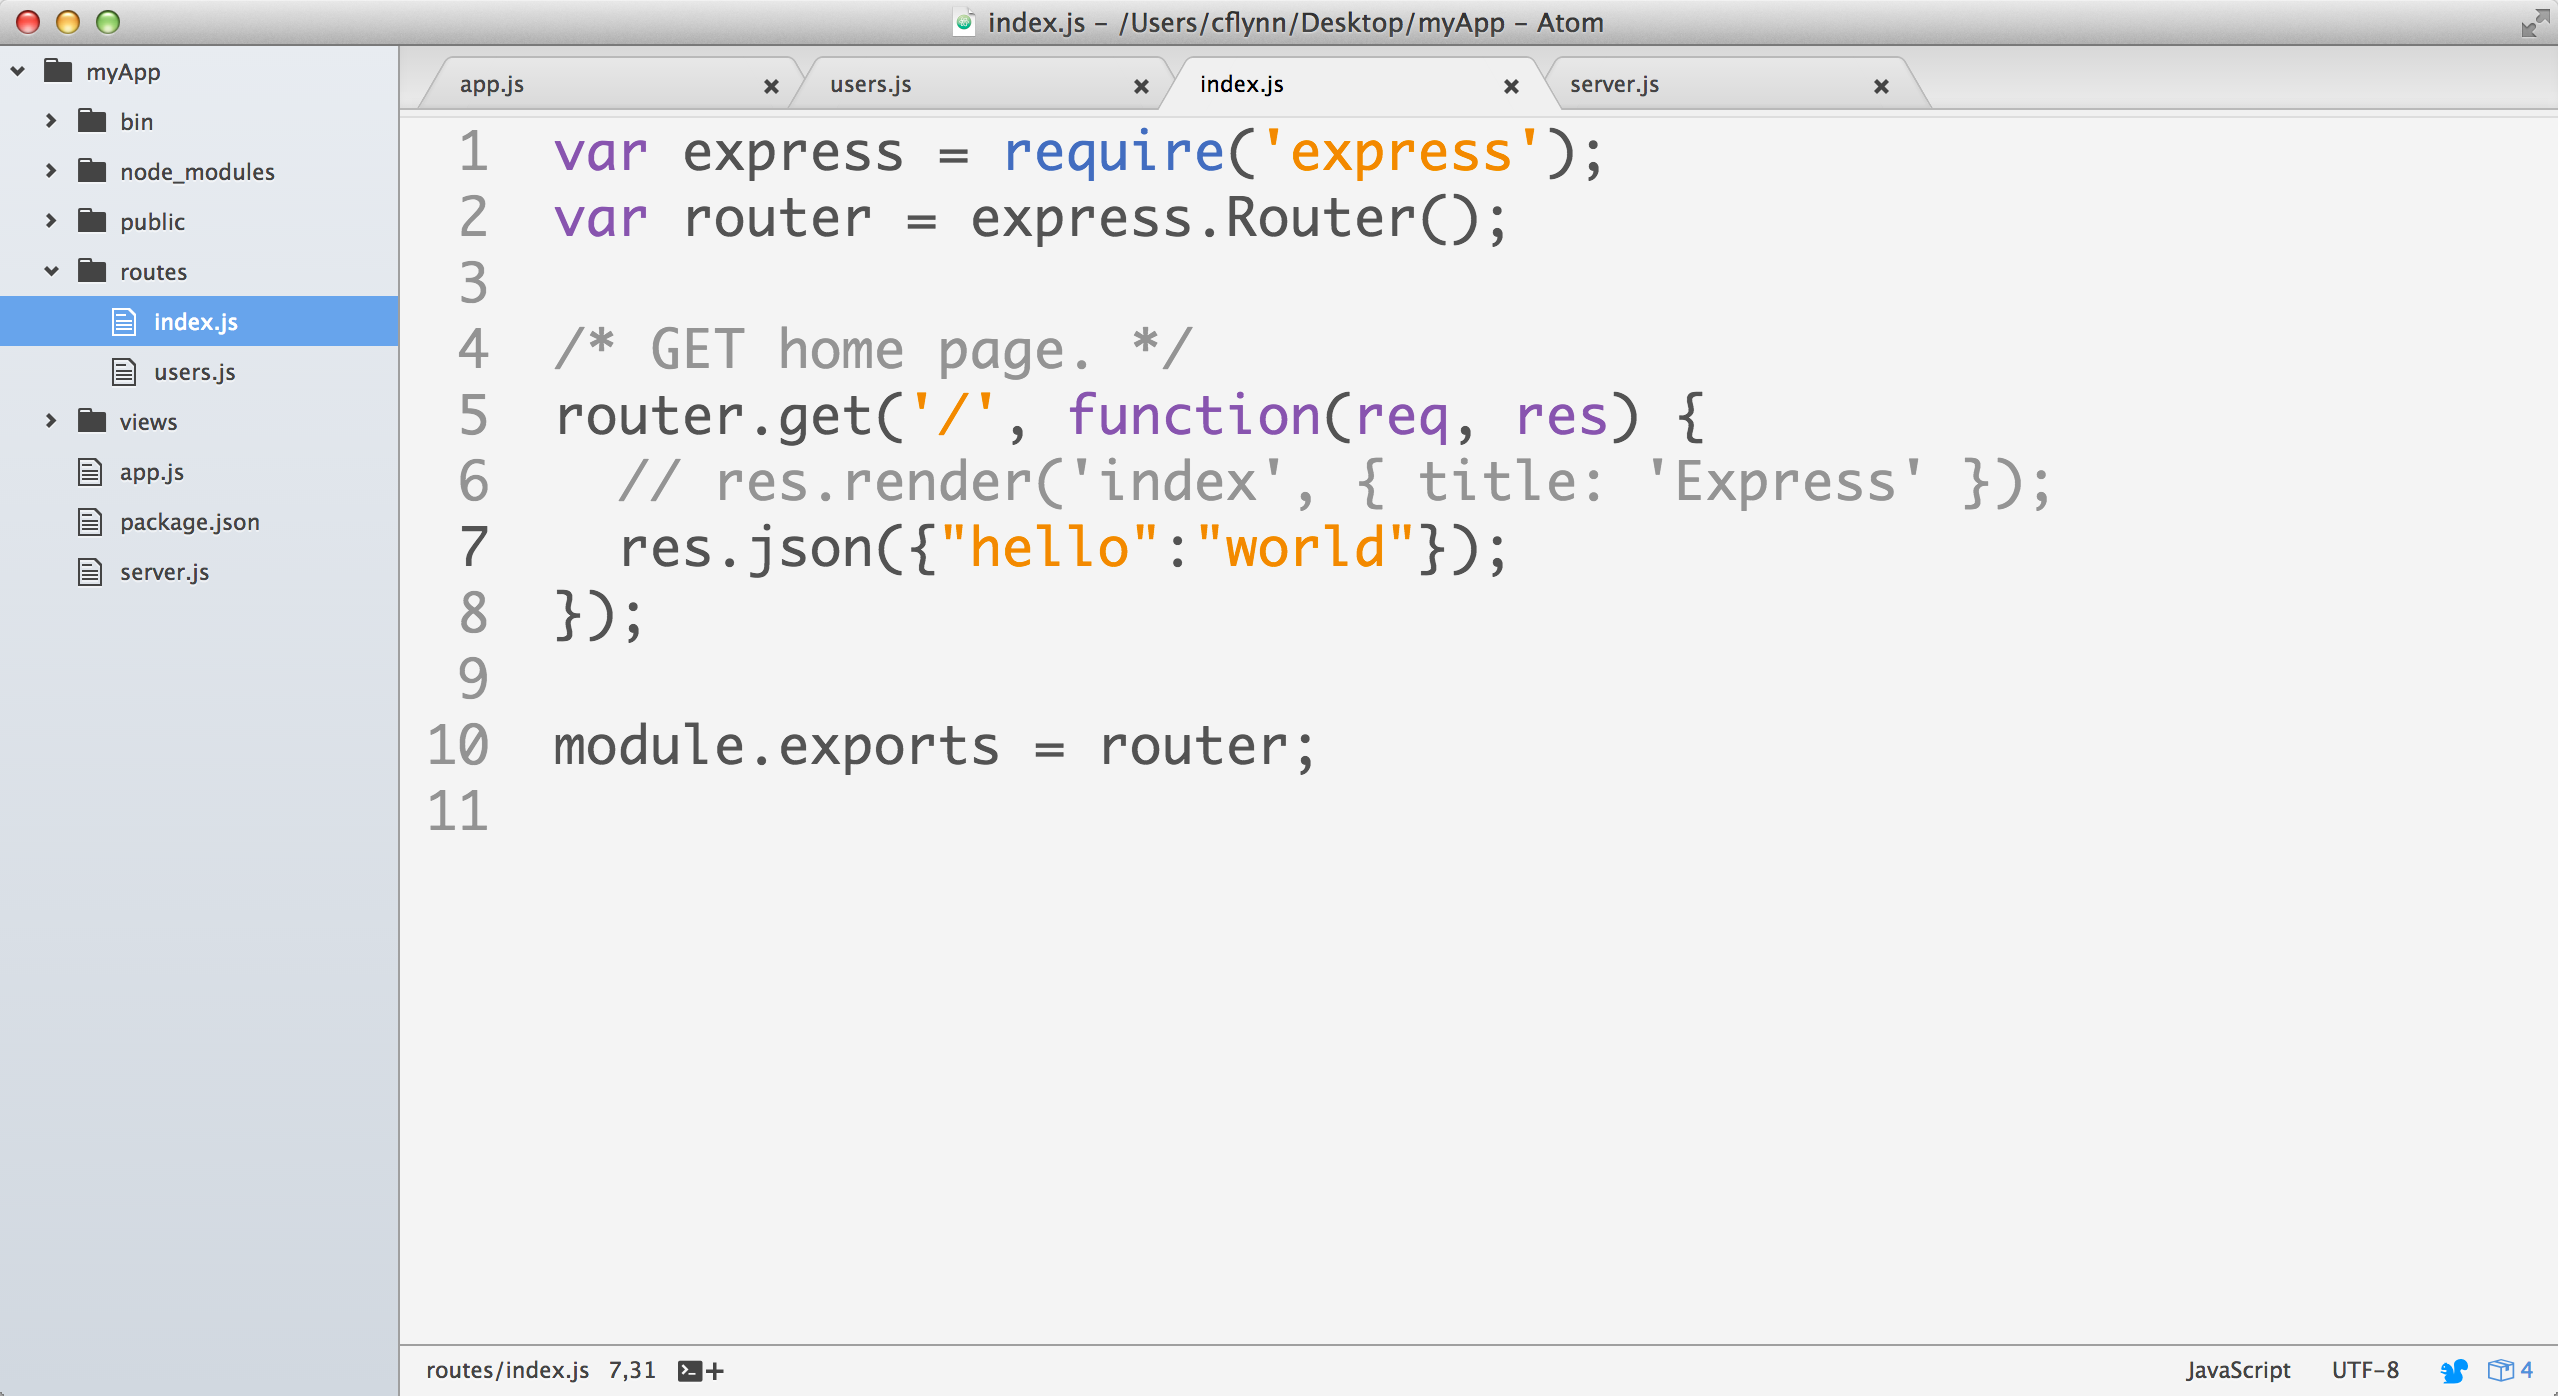 index.js – /Users/cflynn/Desktop/myApp – Atom
myApp
bin
node_modules
public
routes
index.js
users.js
views
app.js
package.json
server.js
app.js users.js index.js server.js
1 var express = require('express');
2 var router = express.Router();
3
4 /* GET home page. */
5 router.get('/', function(req, res) {
6   // res.render('index', { title: 'Express' });
7   res.json({"hello":"world"});
8 });
9
10 module.exports = router;
11
routes/index.js 7,31 JavaScript UTF-8 4